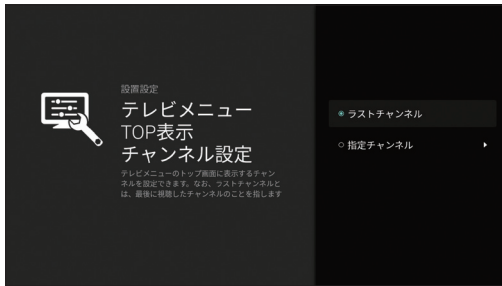 設置設定
テレビメニュー
TOP表示
チャンネル設定
テレビメニューのトップ画面に表示するチャン
ネルを設定できます。なお、ラストチャンネルと
は、最後に視聴したチャンネルのことを指します
ラストチャンネル
指定チャンネル